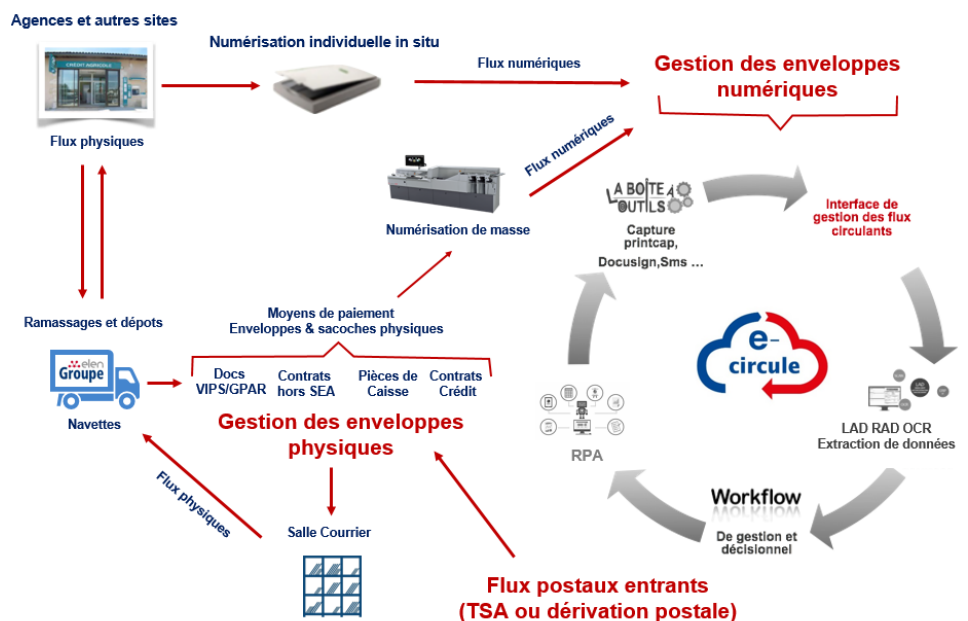 Agences et autres sites
CRÉDIT AGRICOLE
Flux physiques
Numérisation individuelle in situ
Flux numériques
Gestion des enveloppes
numériques
Flux numériques
Numérisation de masse
LA BOÎTE À
OUTILS
Capture
printcap,
Docusign,Sms ...
Interface de
gestion des flux
circulants
Ramassages et dépots
elen
Groupe
Navettes
Moyens de paiement
Enveloppes & sacoches physiques
Docs
VIPS/GPAR
Contrats
hors SEA
Pièces de
Caisse
Contrats
Crédit
Gestion des enveloppes
physiques
e-
circule
LAD RAD OCR
Extraction de données
RPA
Workflow
De gestion et
décisionnel
Flux physiques
Salle Courrier
Flux postaux entrants
(TSA ou dérivation postale)